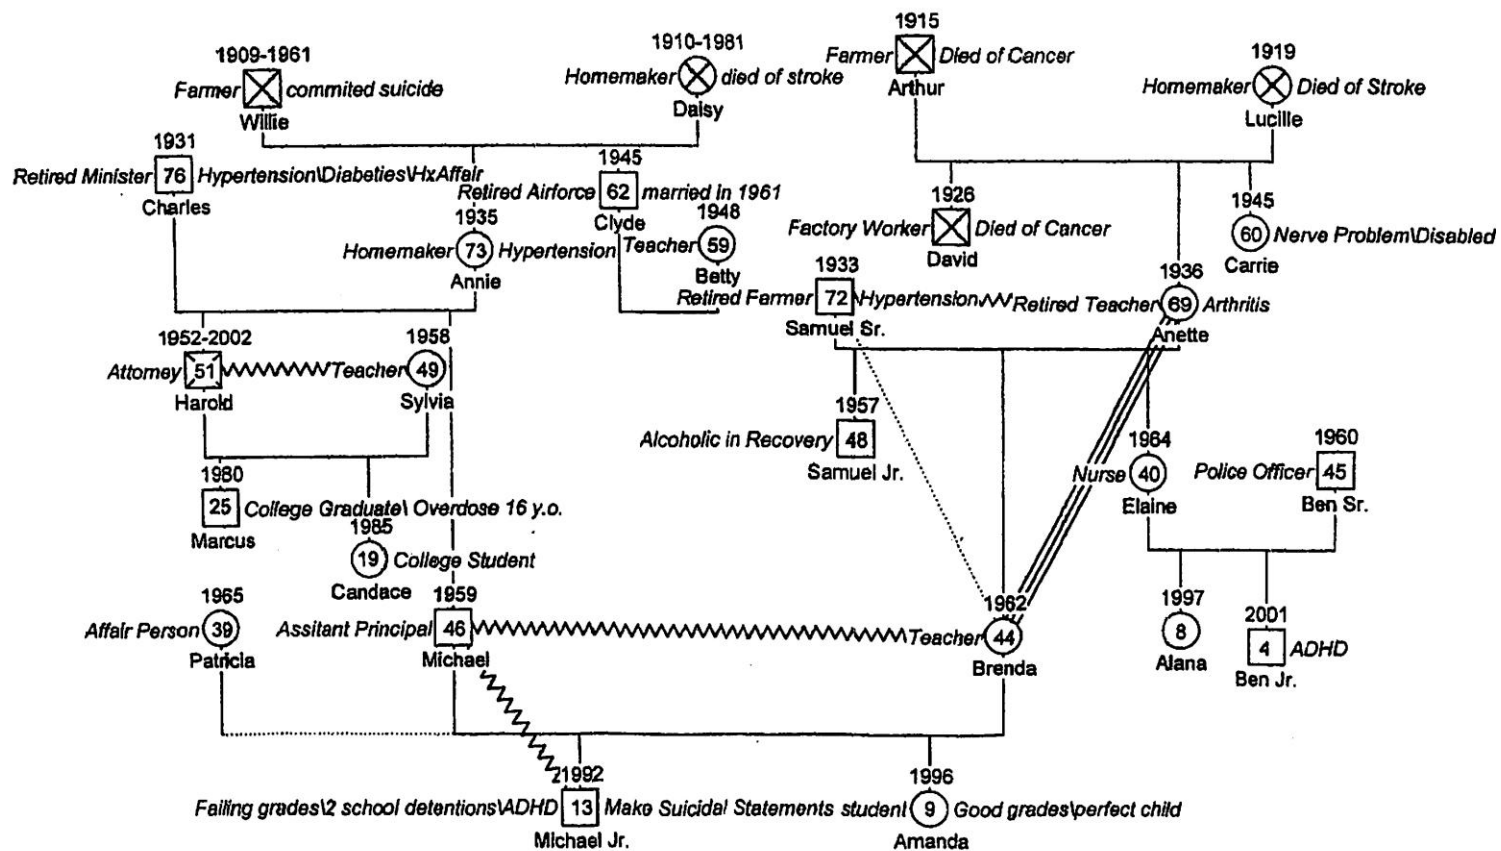 1915
1910-1981
Farmer Died of Cancer
1909-1961
Arthur
1919
Homemaker died of stroke
Homemaker Died of Stroke
Farmer commited suicide
Daisy
Lucille
Willie
1931
1945
Retired Minister 76 Hypertension\Diabeties\HxAffair
Retired Airforce 62 married in 1961
1926
1945
Charles
Clyde
1935
1948
Factory Worker Died of Cancer
60 Nerve Problem\Disabled
Homemaker 73 Hypertension
Teacher 59
David
Carrie
Annie
Betty
1933
1936
Retired Farmer 72 Hypertension
Retired Teacher 69 Arthritis
Samuel Sr.
Anette
1952-2002
1958
Attorney 51
Teacher 49
Harold
Sylvia
1957
Alcoholic in Recovery 48
Samuel Jr.
1964
1960
Nurse 40
Police Officer 45
Elaine
Ben Sr.
1980
25 College Graduate\ Overdose 16 y.o.
Marcus
1985
19 College Student
Candace
1965
1959
1962
1997
2001
Affair Person 39
Assitant Principal 46
Teacher 44
8
4 ADHD
Patricia
Michael
Brenda
Alana
Ben Jr.
1992
1996
Failing grades\2 school detentions\ADHD 13 Make Suicidal Statements student 9 Good grades\perfect child
Michael Jr.
Amanda